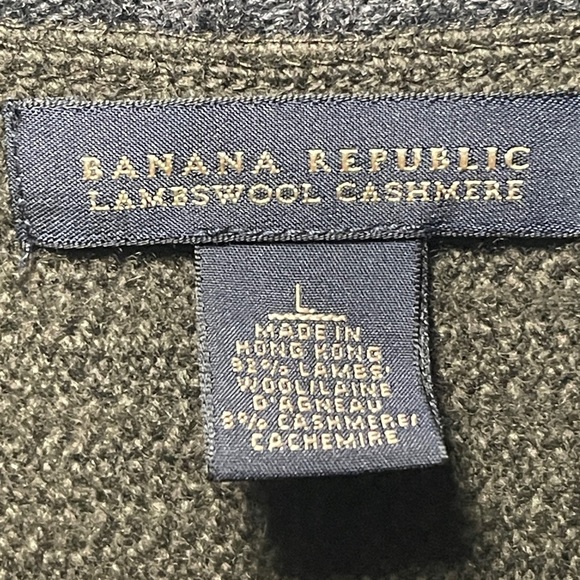 BANANA REPUBLIC
LAMBSWOOL CASHMERE
L
MADE IN
HONG KONG
92% LAMBS/
WOOL/LAINE
D'AGNEAU
8% CASHMERE/
CACHEMIRE